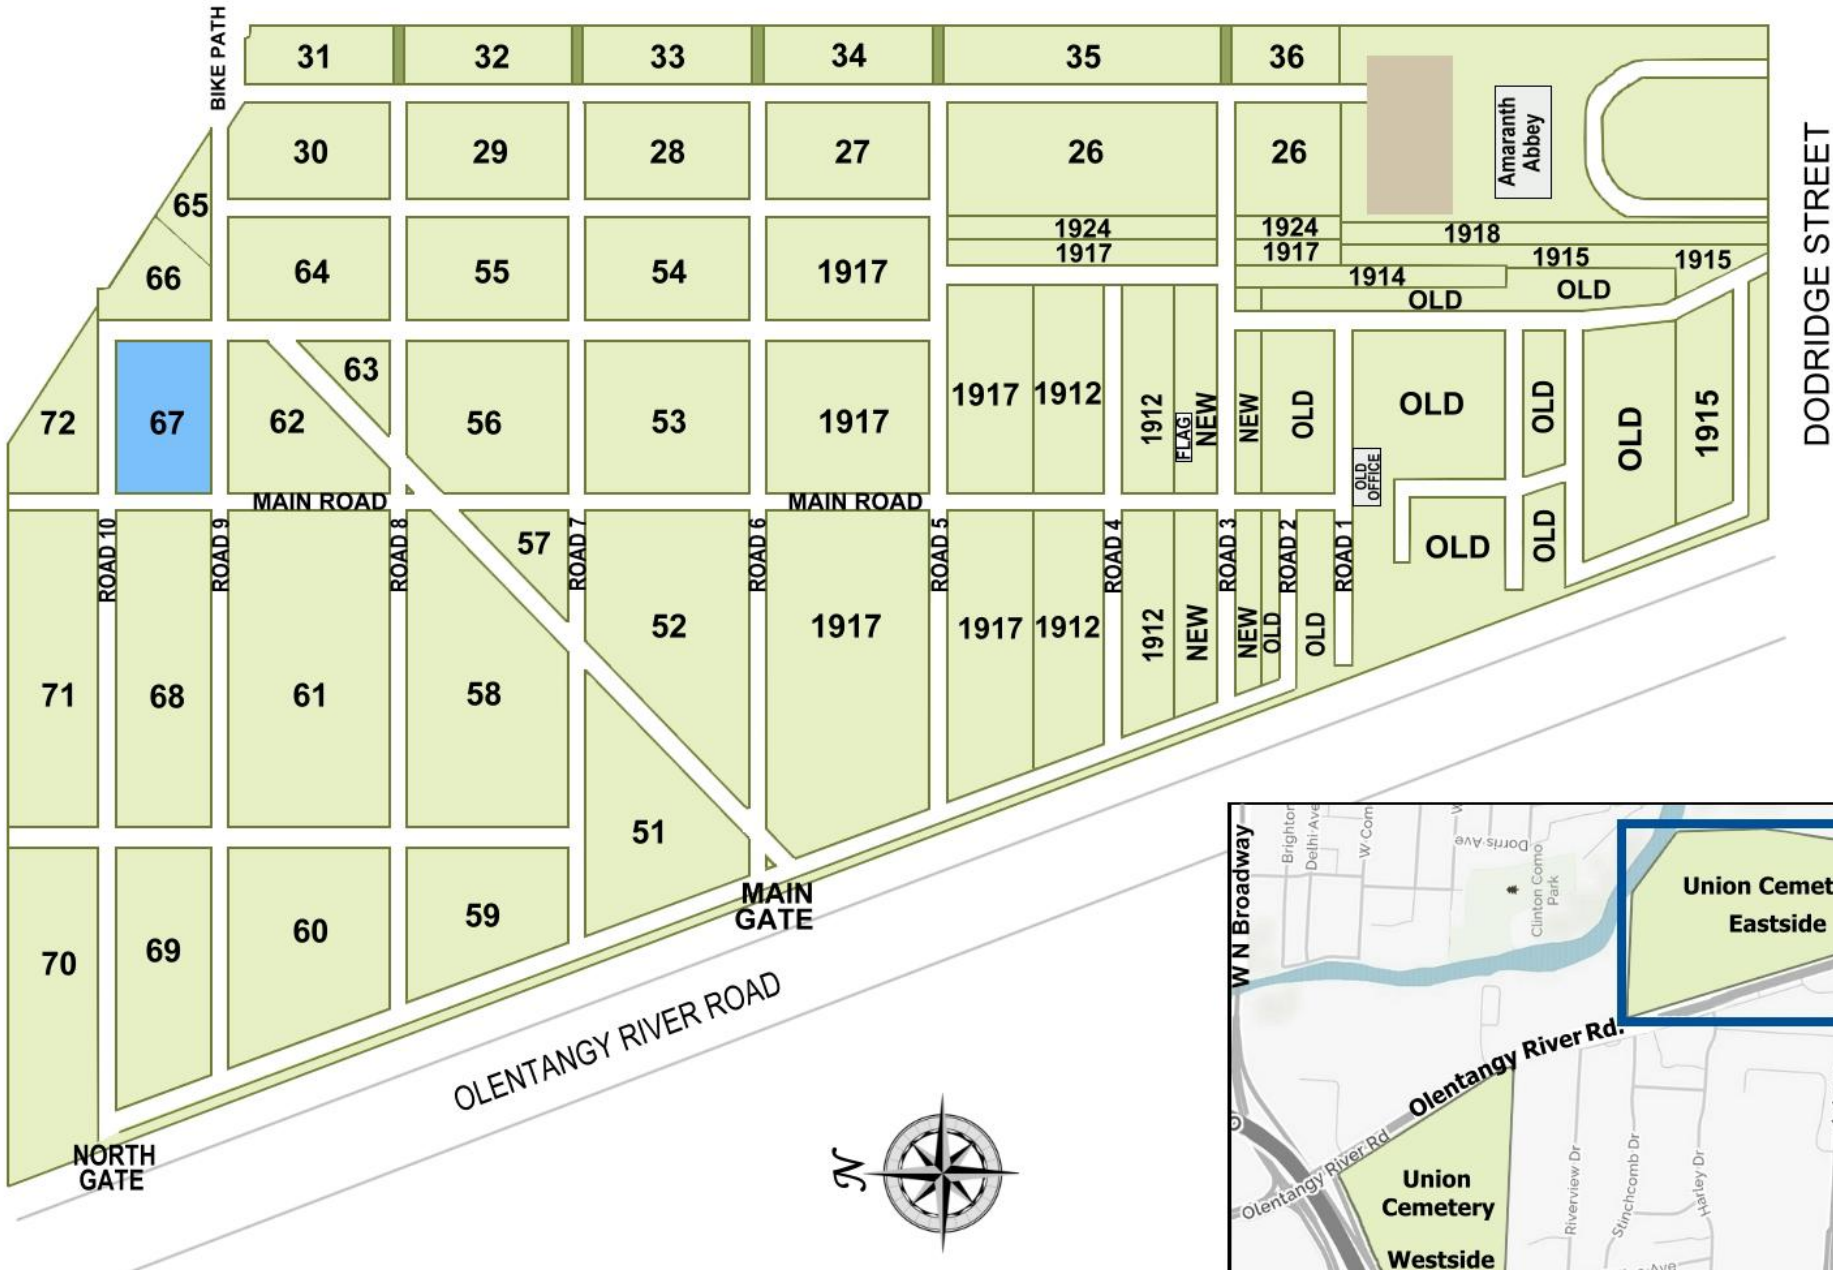 BIKE PATH
31 32 33 34 35 36
30 29 28 27 26 26
Amaranth
Abbey
DODRIDGE STREET
65
66
64 55 54 1917
1924
1917
1924
1917
1918
1915
1915
1914
OLD
OLD
72 67 62 63 56 53 1917 1917 1912 1912 FLAG NEW NEW OLD OLD OLD OLD 1915
OLD
OFFICE
MAIN ROAD MAIN ROAD
ROAD 10 ROAD 9 ROAD 8 ROAD 7 ROAD 6 ROAD 5 ROAD 4 ROAD 3 ROAD 2 ROAD 1
57
OLD OLD
71 68 61 58 52 1917 1917 1912 1912 NEW NEW OLD OLD
51
70 69 60 59
MAIN
GATE
OLENTANGY RIVER ROAD
NORTH
GATE
N
W N Broadway
Brighton
Delhi Ave
W Com
W
Dorris Ave
Clinton Como
Park
Union Cemet
Eastside
Olentangy River Rd.
Olentangy River Rd
Union
Cemetery
Westside
Riverview Dr
Stinchcomb Dr
Harley Dr
Ave